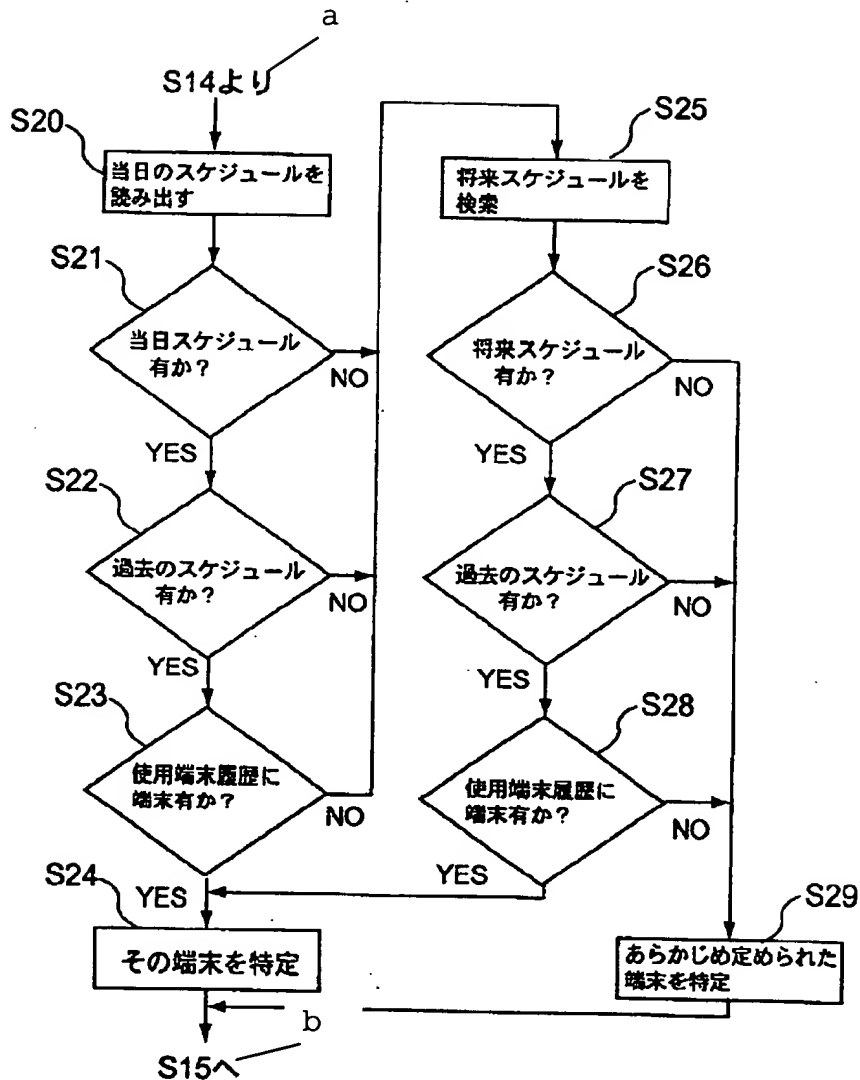 a
S14より
S20
当日のスケジュールを
読み出す
S21
当日スケジュール
有か？
NO
YES
S22
過去のスケジュール
有か？
NO
YES
S23
使用端末履歴に
端末有か？
NO
YES
S24
その端末を特定
b
S15へ
S25
将来スケジュールを
検索
S26
将来スケジュール
有か？
NO
YES
S27
過去のスケジュール
有か？
NO
YES
S28
使用端末履歴に
端末有か？
NO
YES
S29
あらかじめ定められた
端末を特定